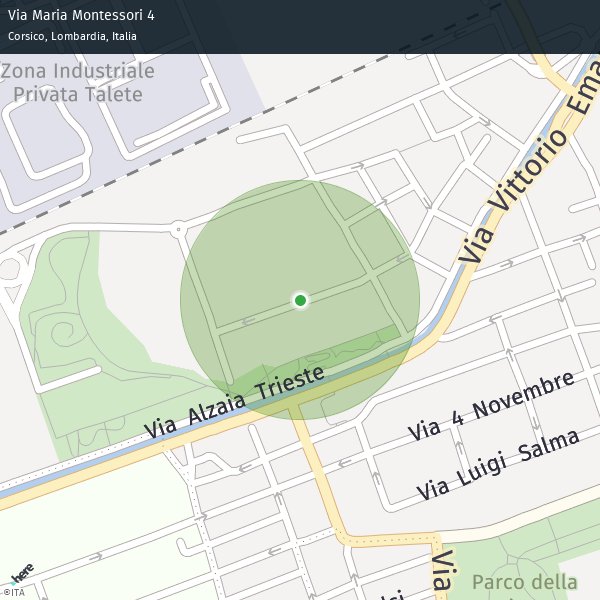 Via Maria Montessori 4
Corsico, Lombardia, Italia
Zona Industriale
Privata Talete
Via Vittorio Ema
Via Alzaia Trieste
Via 4 Novembre
Via Luigi Salma
Via
Parco della
here
©ITA